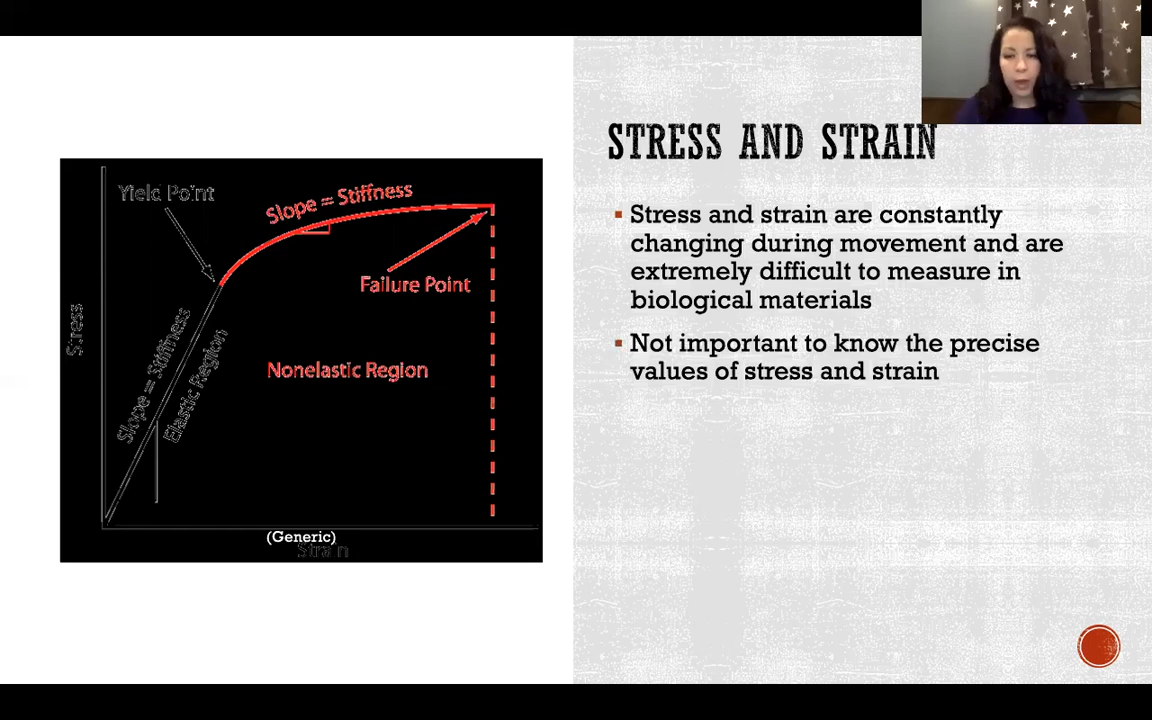 Yield Point
Slope = Stiffness
Failure Point
Stress
Slope = Stiffness
Elastic Region
Nonelastic Region
(Generic)
Strain
STRESS AND STRAIN
Stress and strain are constantly
changing during movement and are
extremely difficult to measure in
biological materials
Not important to know the precise
values of stress and strain